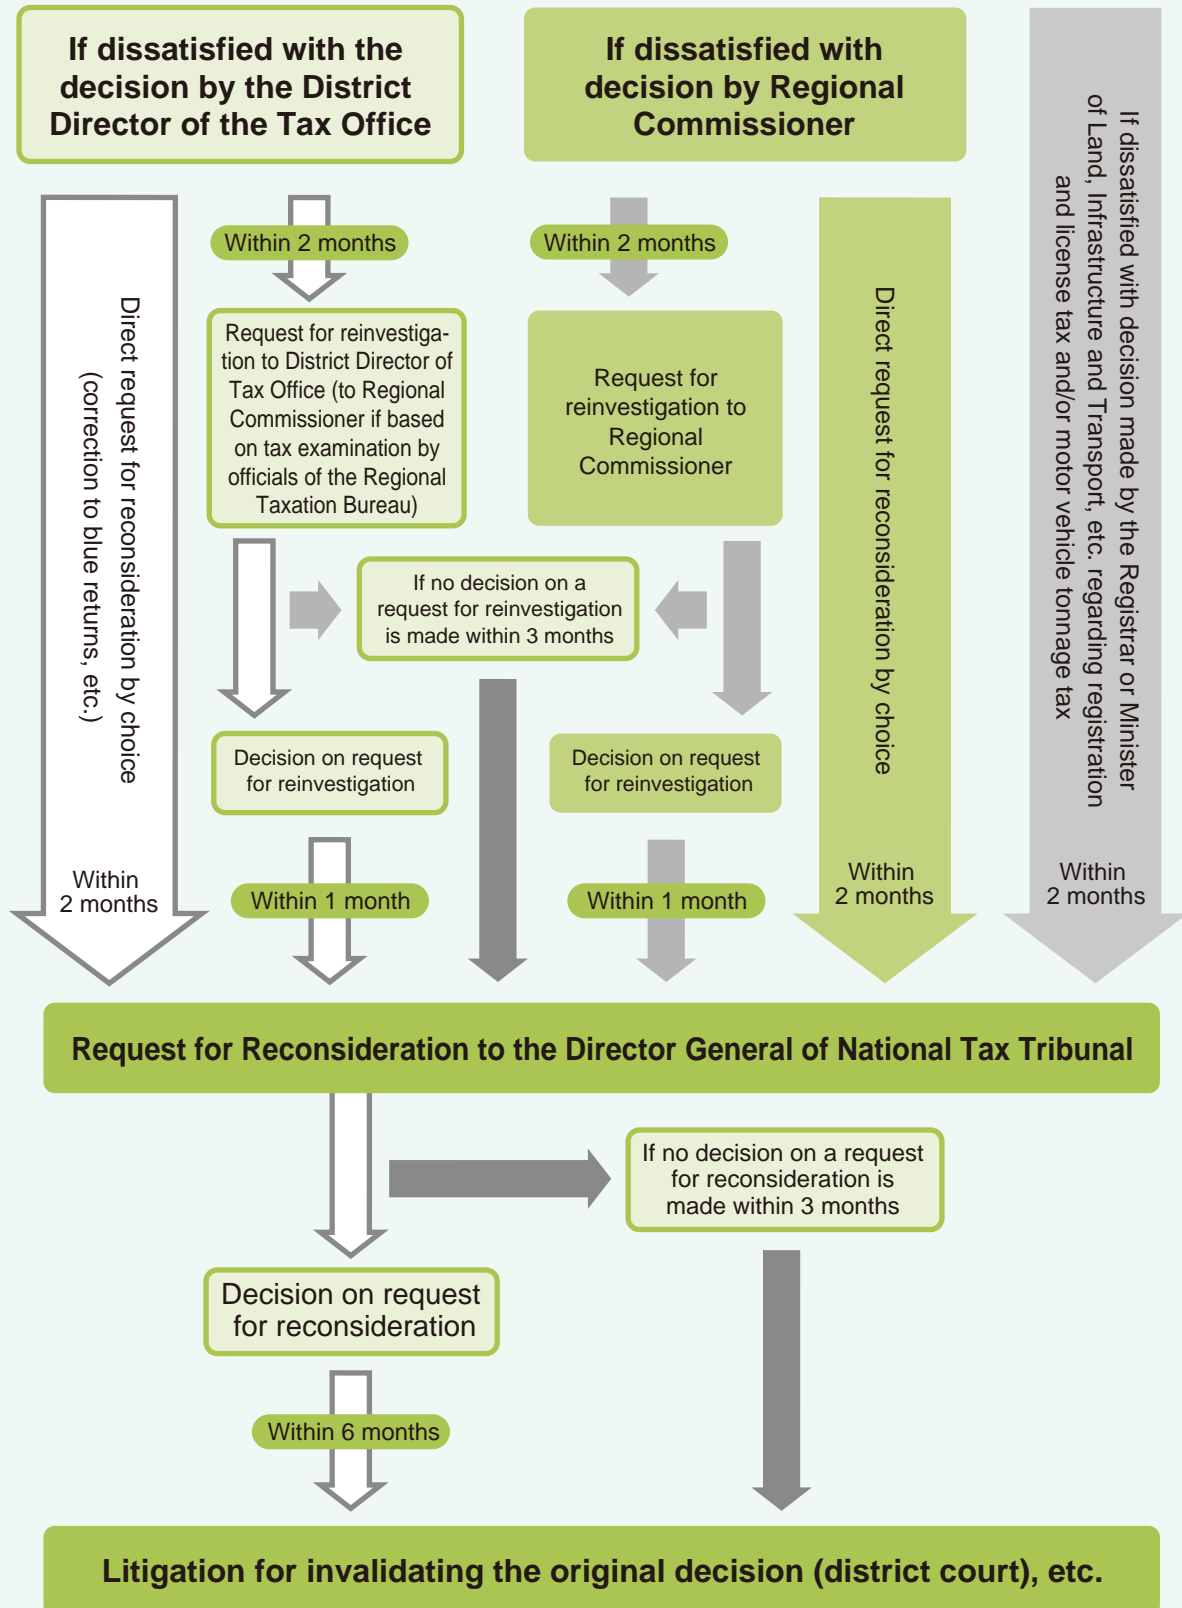 If dissatisfied with the
decision by the District
Director of the Tax Office
If dissatisfied with
decision by Regional
Commissioner
If dissatisfied with decision made by the Registrar or Minister
of Land, Infrastructure and Transport, etc. regarding registration
and license tax and/or motor vehicle tonnage tax
Within 2 months
Within 2 months
Direct request for reconsideration by choice
(correction to blue returns, etc.)
Request for reinvestiga-
tion to District Director of
Tax Office (to Regional
Commissioner if based
on tax examination by
officials of the Regional
Taxation Bureau)
Request for
reinvestigation to
Regional
Commissioner
Direct request for reconsideration by choice
If no decision on a
request for reinvestigation
is made within 3 months
Decision on request
for reinvestigation
Decision on request
for reinvestigation
Within
2 months
Within 1 month
Within 1 month
Within
2 months
Within
2 months
Request for Reconsideration to the Director General of National Tax Tribunal
If no decision on a request
for reconsideration is
made within 3 months
Decision on request
for reconsideration
Within 6 months
Litigation for invalidating the original decision (district court), etc.